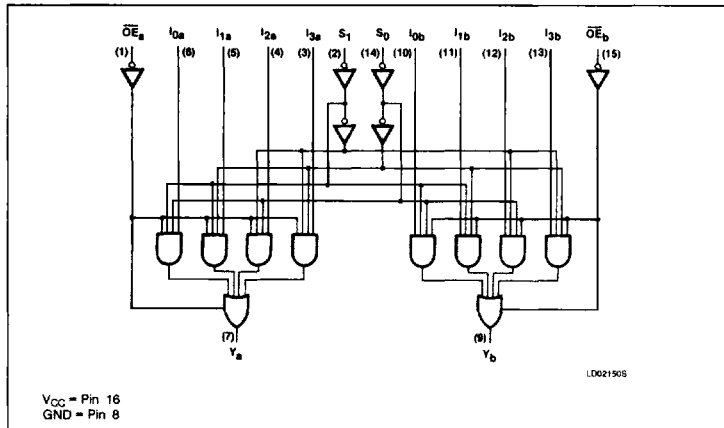 OEa I0a I1a I2a I3a S1 S0 I0b I1b I2b I3b OEb
(1) (6) (5) (4) (3) (2) (14) (10) (11) (12) (13) (15)
(7) (9)
Ya Yb
LD02150S
VCC = Pin 16
GND = Pin 8